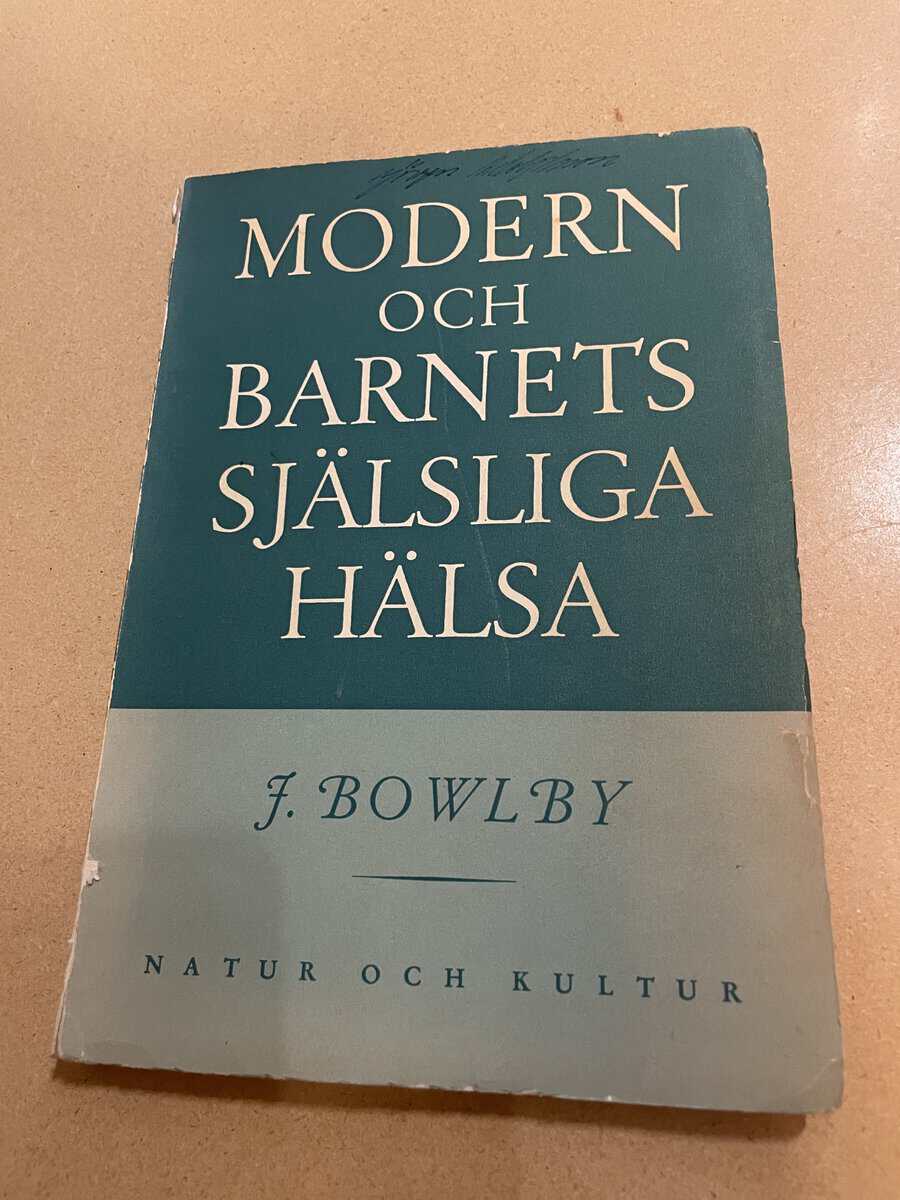 MODERN
OCH
BARNETS
SJÄLSLIGA
HÄLSA
J. BOWLBY
NATUR OCH KULTUR